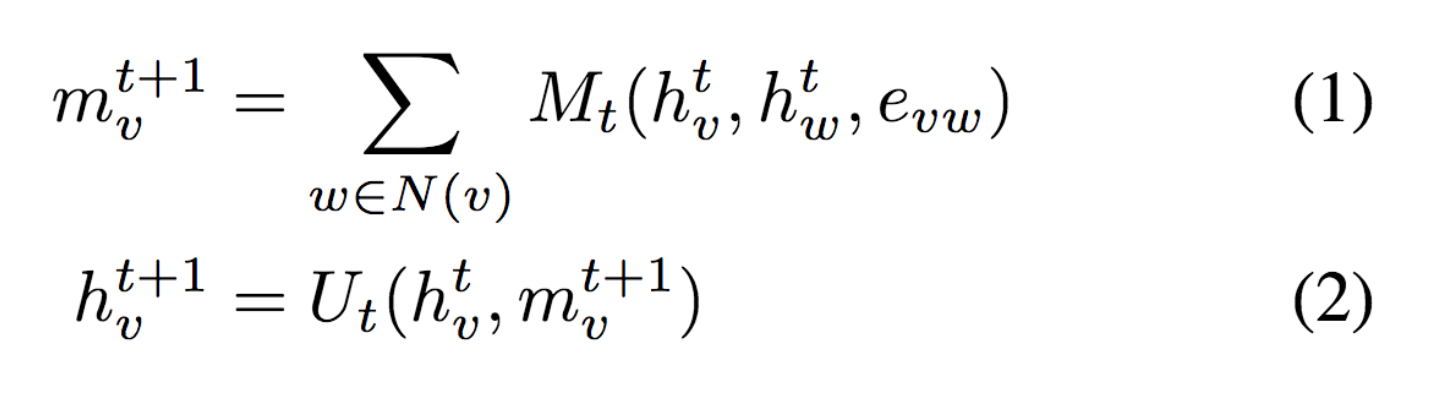 $m_v^{t+1} = \sum_{w \in N(v)} M_t(h_v^t, h_w^t, e_{vw})$ (1)
$h_v^{t+1} = U_t(h_v^t, m_v^{t+1})$ (2)